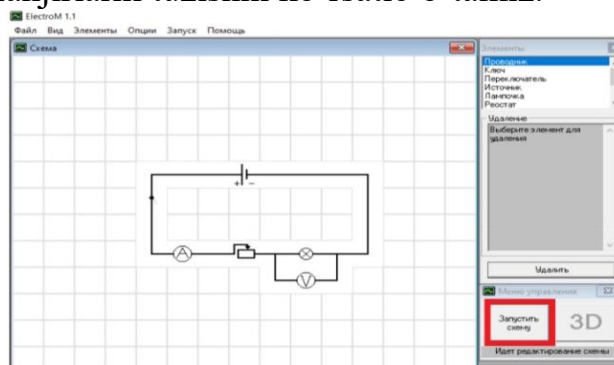 ElectroM 1.1
Файл Вид Элементы Опции Запуск Помощь
Схема
Элементы
Проводник
Ключ
Переключатель
Источник
Лампочка
Реостат
Удаление
Выберите элемент для
удаления
Удалить
Меню управления
Запустить
схему
3D
Идет редактирование схемы
+ −
A
V